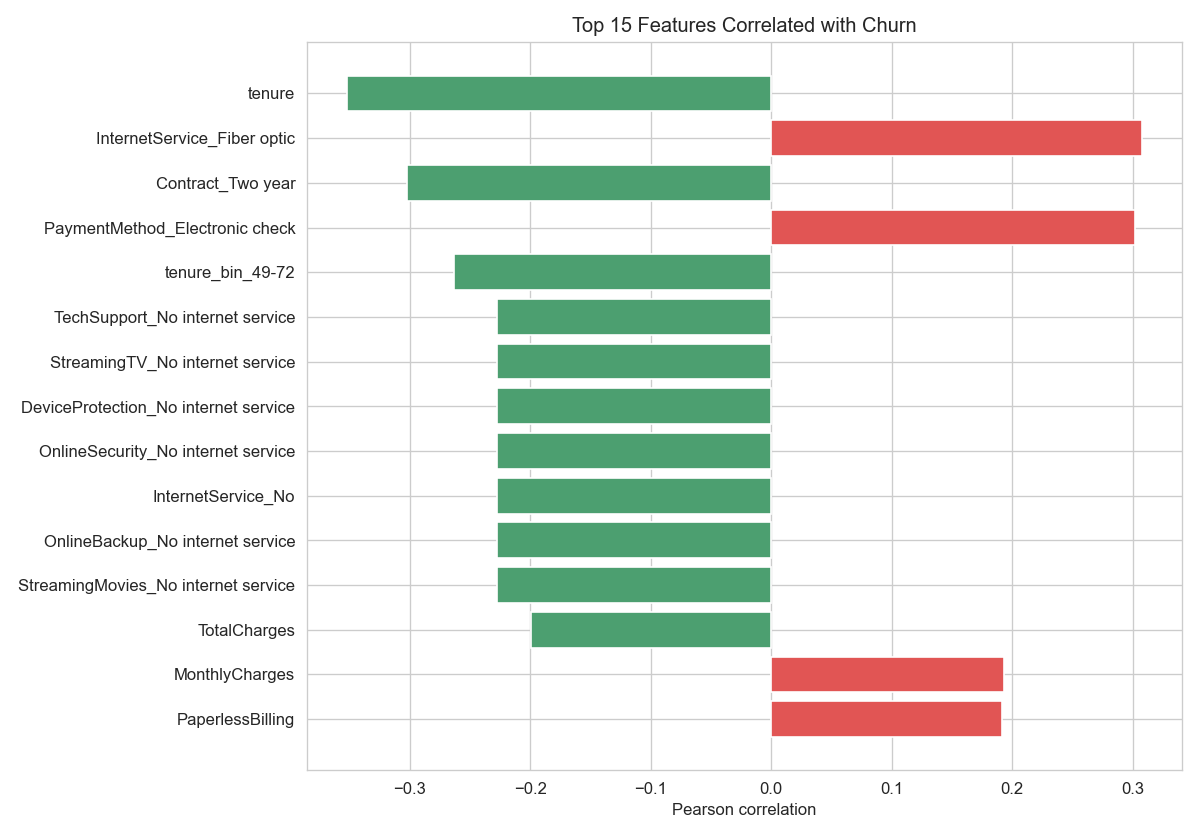 Top 15 Features Correlated with Churn
tenure
InternetService_Fiber optic
Contract_Two year
PaymentMethod_Electronic check
tenure_bin_49-72
TechSupport_No internet service
StreamingTV_No internet service
DeviceProtection_No internet service
OnlineSecurity_No internet service
InternetService_No
OnlineBackup_No internet service
StreamingMovies_No internet service
TotalCharges
MonthlyCharges
PaperlessBilling
−0.3 −0.2 −0.1 0.0 0.1 0.2 0.3
Pearson correlation